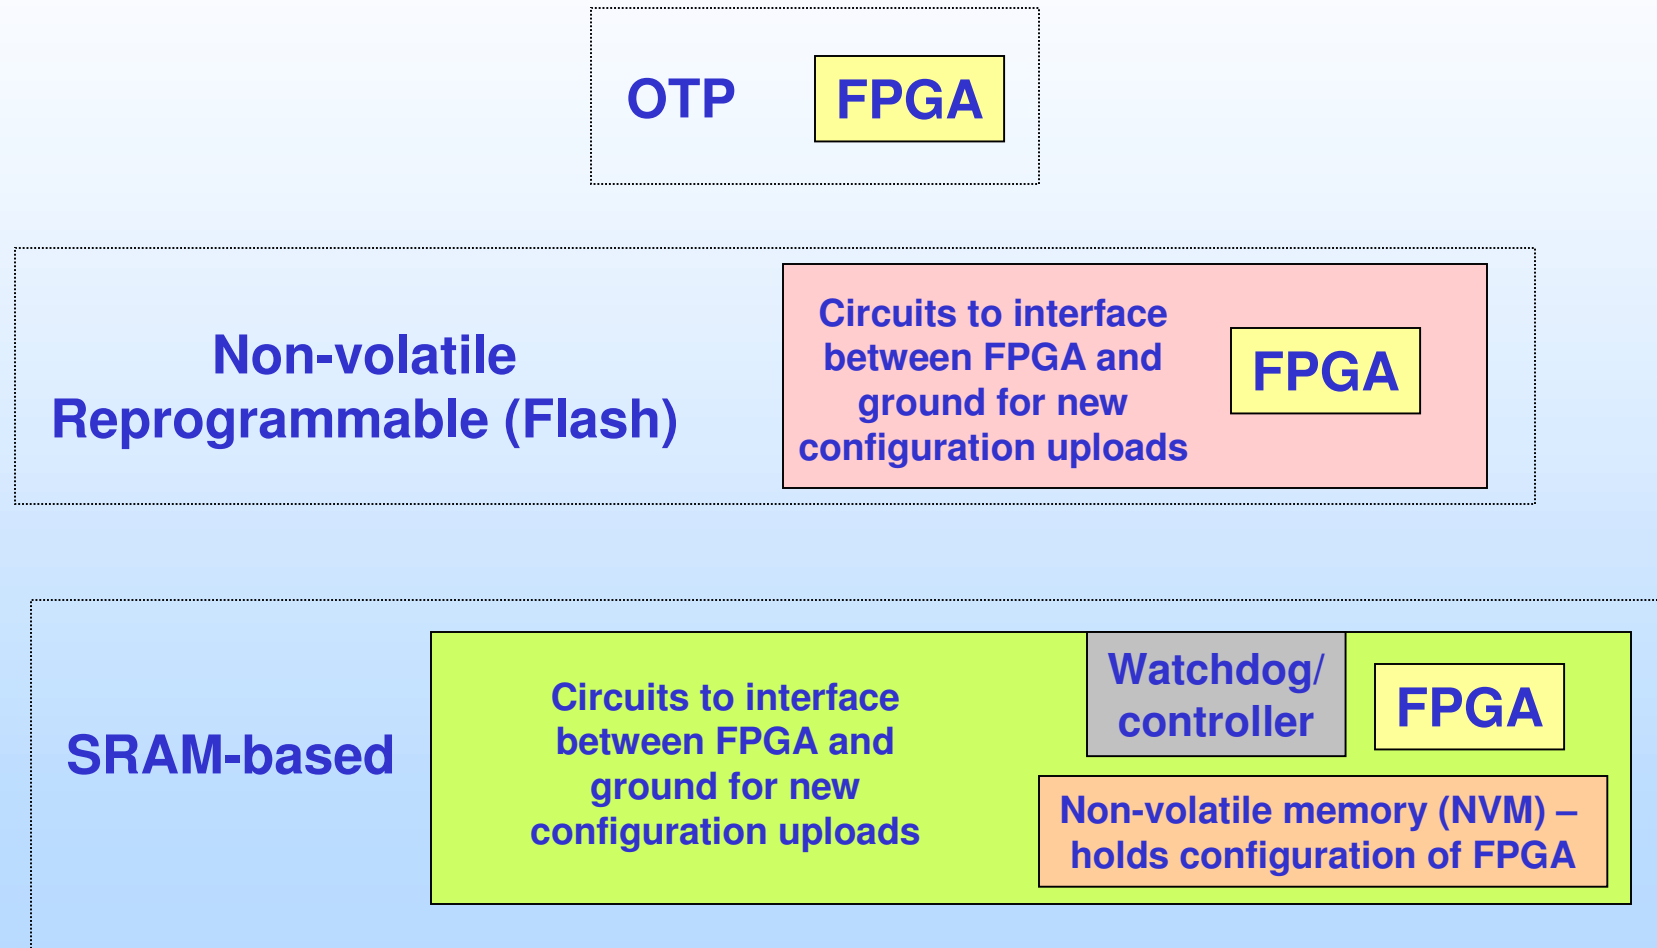 OTP
FPGA
Non-volatile
Reprogrammable (Flash)
Circuits to interface
between FPGA and
ground for new
configuration uploads
FPGA
SRAM-based
Circuits to interface
between FPGA and
ground for new
configuration uploads
Watchdog/
controller
FPGA
Non-volatile memory (NVM) –
holds configuration of FPGA